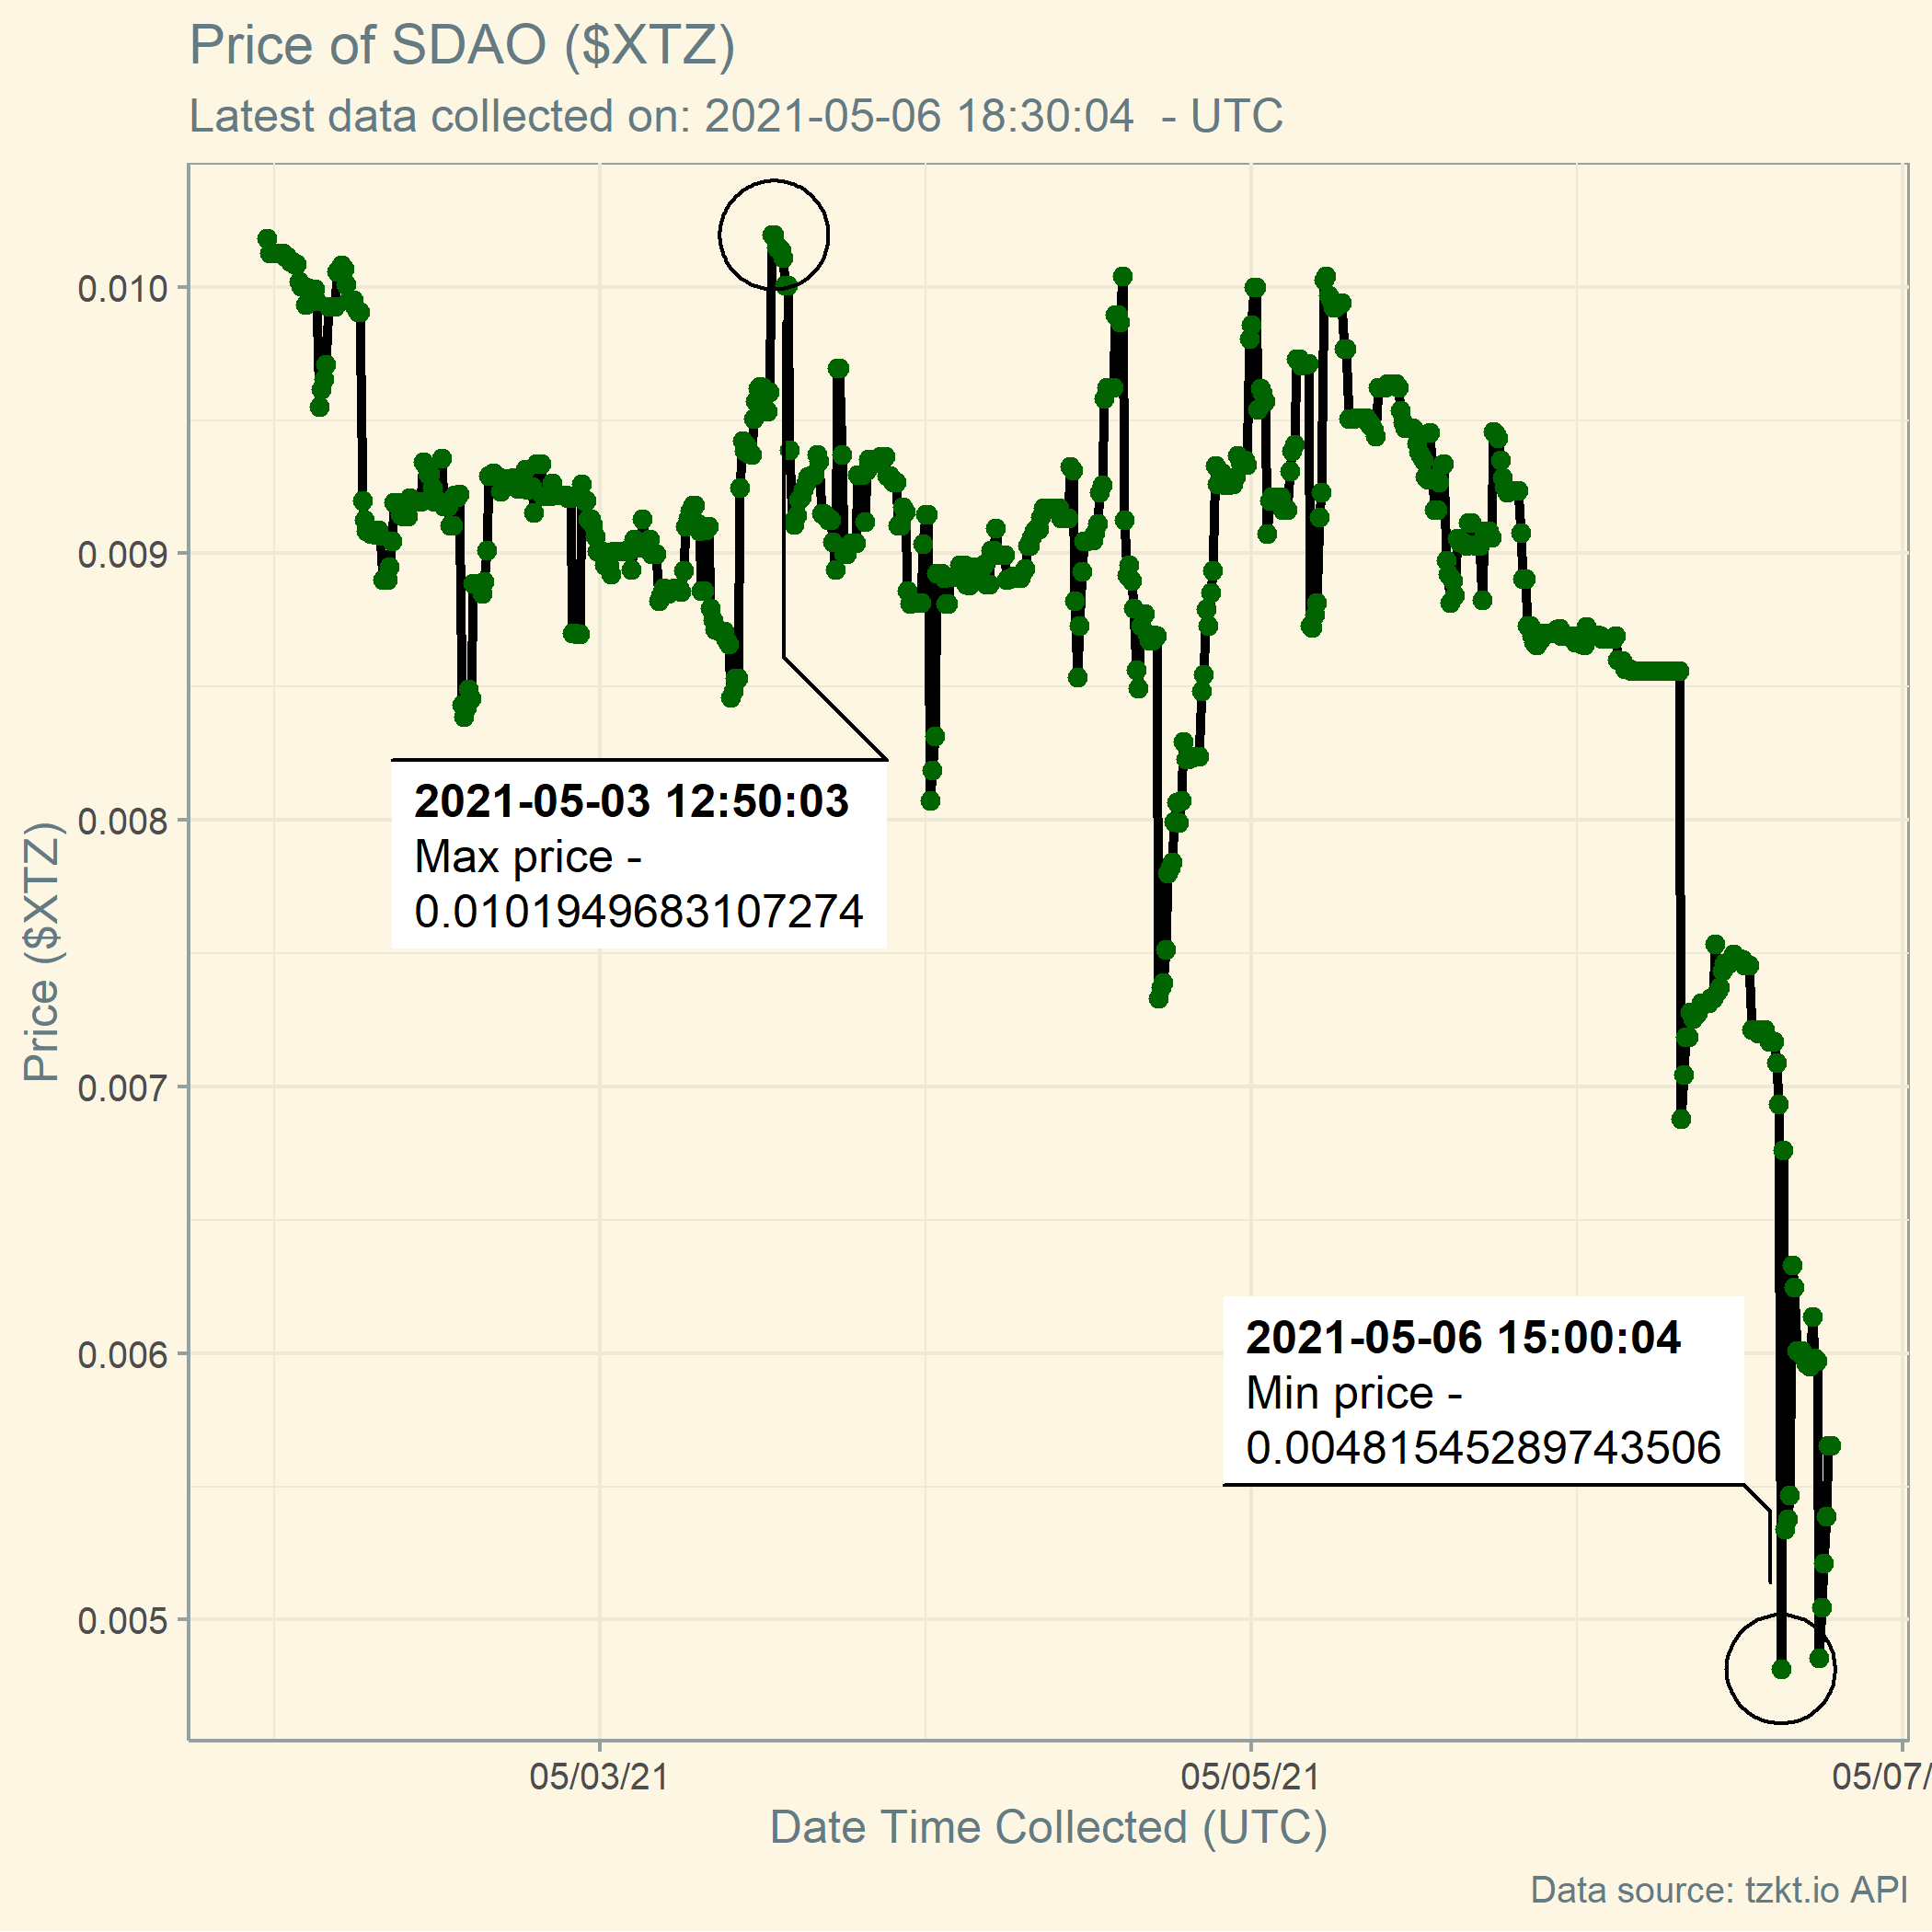 Price of SDAO ($XTZ)
Latest data collected on: 2021-05-06 18:30:04 - UTC
Price ($XTZ)
0.010
0.009
0.008
0.007
0.006
0.005
2021-05-03 12:50:03
Max price -
0.0101949683107274
2021-05-06 15:00:04
Min price -
0.00481545289743506
05/03/21
05/05/21
05/07/
Date Time Collected (UTC)
Data source: tzkt.io API